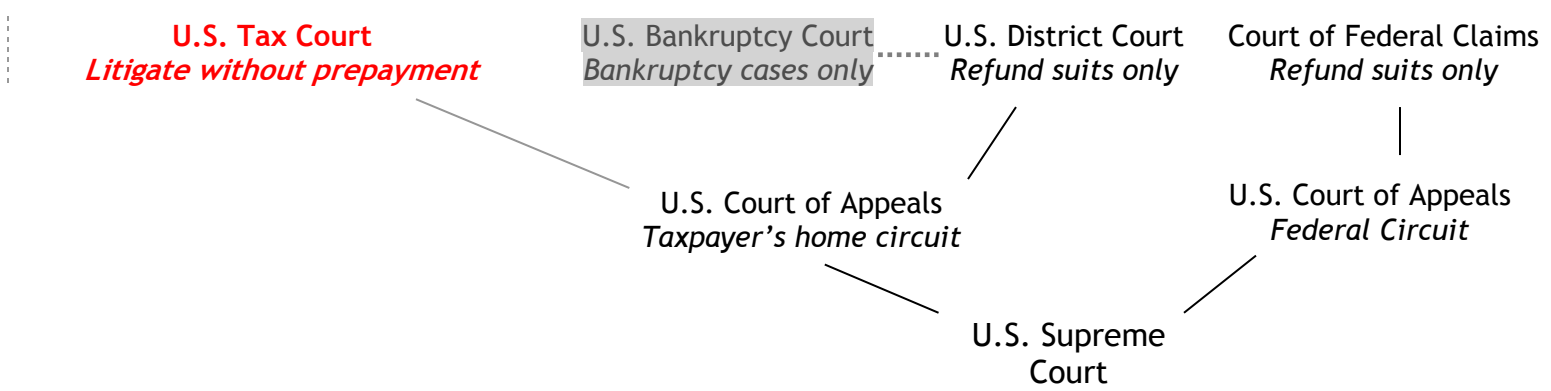 U.S. Tax Court
Litigate without prepayment
U.S. Bankruptcy Court
Bankruptcy cases only
U.S. District Court
Refund suits only
Court of Federal Claims
Refund suits only
U.S. Court of Appeals
Taxpayer’s home circuit
U.S. Court of Appeals
Federal Circuit
U.S. Supreme
Court